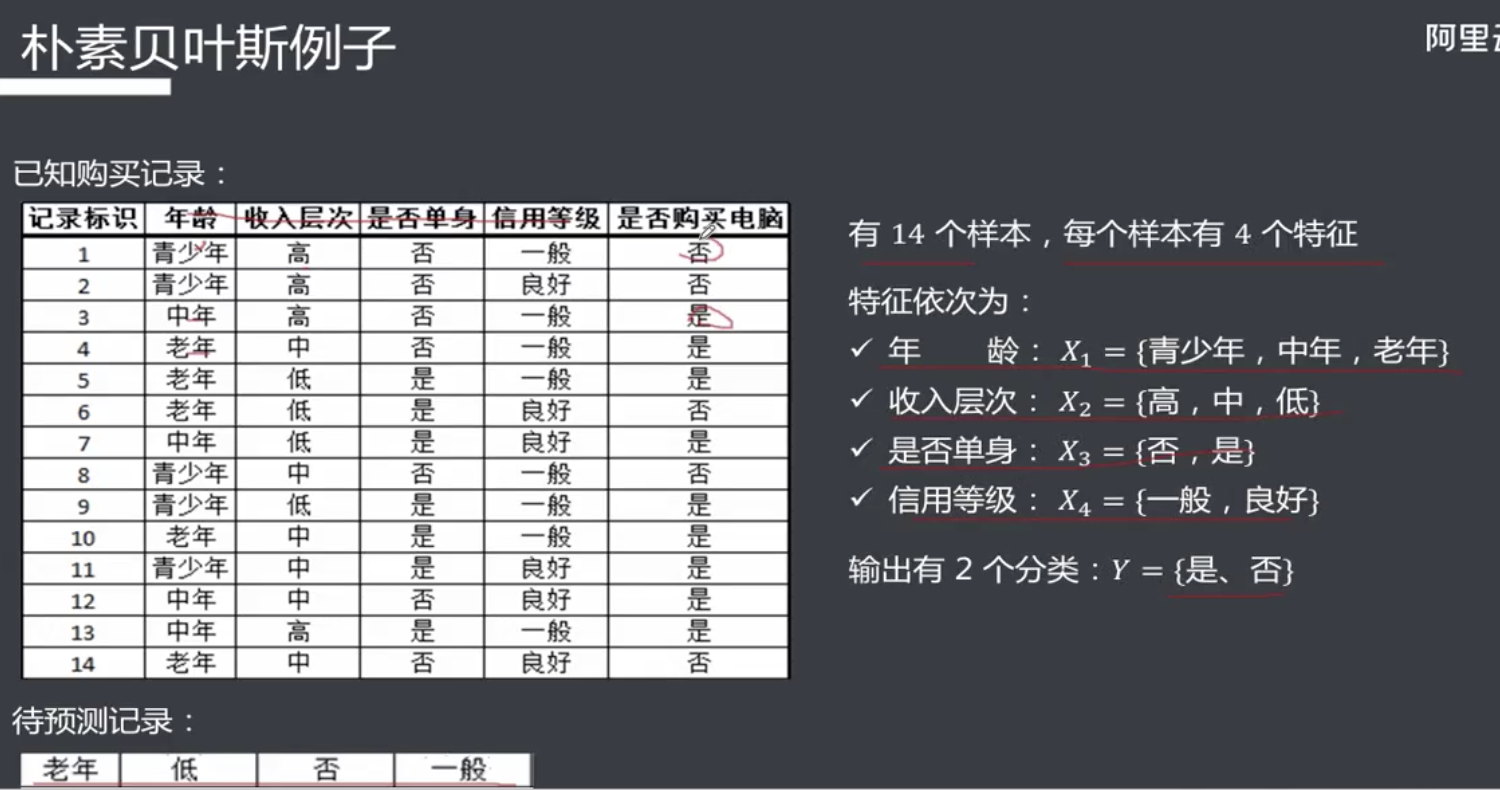 朴素贝叶斯例子
阿里
已知购买记录：
记录标识 年龄 收入层次 是否单身 信用等级 是否购买电脑
1 青少年 高 否 一般 否
2 青少年 高 否 良好 否
3 中年 高 否 一般 是
4 老年 中 否 一般 是
5 老年 低 是 一般 是
6 老年 低 是 良好 否
7 中年 低 是 良好 是
8 青少年 中 否 一般 否
9 青少年 低 是 一般 是
10 老年 中 是 一般 是
11 青少年 中 是 良好 是
12 中年 中 否 良好 是
13 中年 高 是 一般 是
14 老年 中 否 良好 否
待预测记录：
老年 低 否 一般
有 14 个样本，每个样本有 4 个特征
特征依次为：
✓ 年 龄： X₁ = {青少年，中年，老年}
✓ 收入层次： X₂ = {高，中，低}
✓ 是否单身： X₃ = {否，是}
✓ 信用等级： X₄ = {一般，良好}
输出有 2 个分类：Y = {是、否}